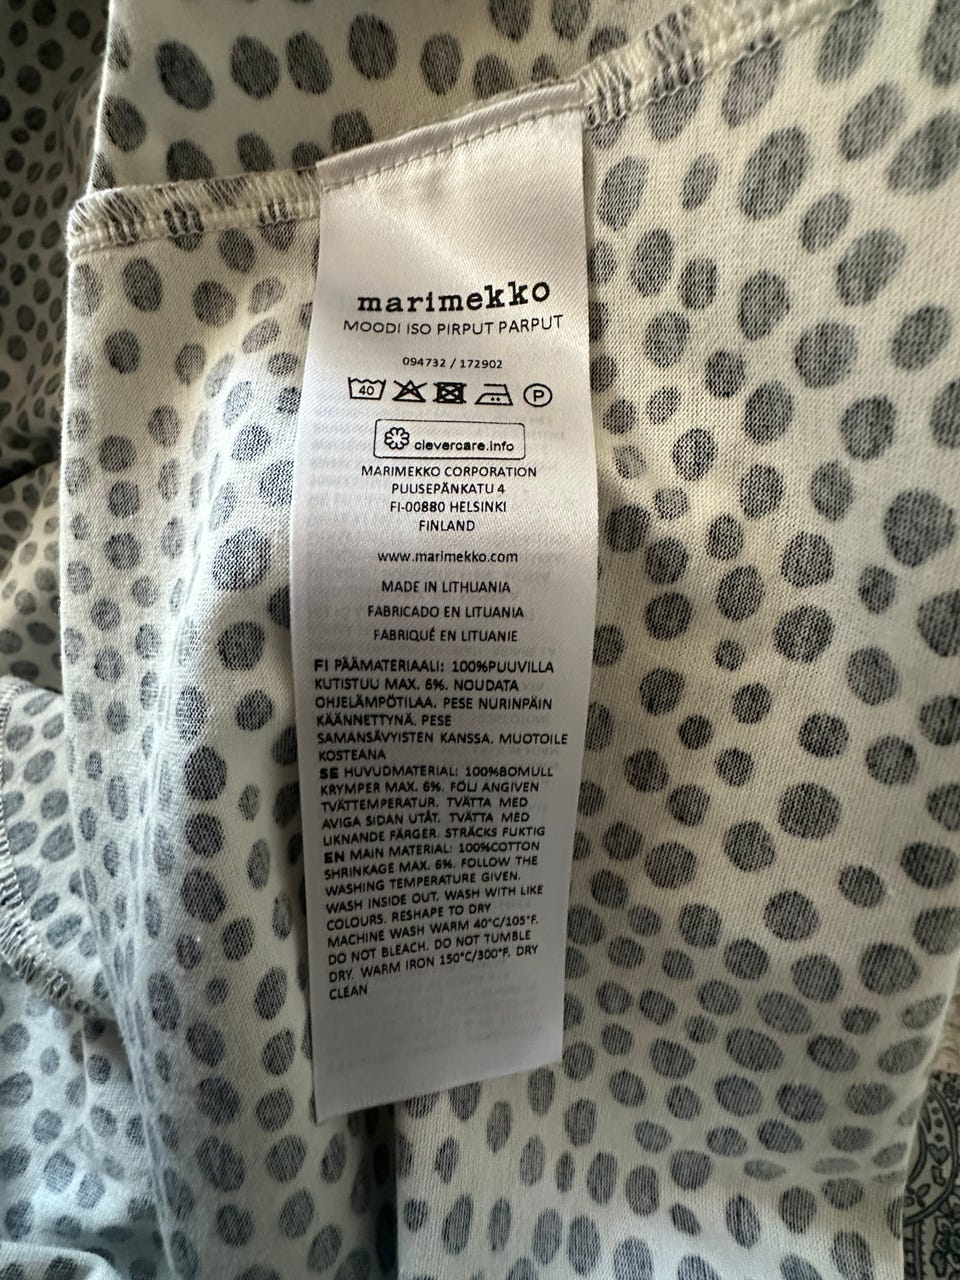 marimekko
MOODI ISO PIRPUT PARPUT
094732 / 172902
40
P
clevercare.info
MARIMEKKO CORPORATION
PUUSEPÄNKATU 4
FI-00880 HELSINKI
FINLAND
www.marimekko.com
MADE IN LITHUANIA
FABRICADO EN LITUANIA
FABRIQUÉ EN LITUANIE
FI PÄÄMATERIAALI: 100%PUUVILLA
KUTISTUU MAX. 6%. NOUDATA
OHJELÄMPÖTILAA. PESE NURINPÄIN
KÄÄNNETTYNÄ. PESE
SAMANSÄVYISTEN KANSSA. MUOTOILE
KOSTEANA
SE HUVUDMATERIAL: 100%BOMULL
KRYMPER MAX. 6%. FÖLJ ANGIVEN
TVÄTTEMPERATUR. TVÄTTA MED
AVIGA SIDAN UTÅT. TVÄTTA MED
LIKNANDE FÄRGER. STRÄCKS FUKTIG
EN MAIN MATERIAL: 100%COTTON
SHRINKAGE MAX. 6%. FOLLOW THE
WASHING TEMPERATURE GIVEN.
WASH INSIDE OUT. WASH WITH LIKE
COLOURS. RESHAPE TO DRY
MACHINE WASH WARM 40°C/105°F.
DO NOT BLEACH. DO NOT TUMBLE
DRY. WARM IRON 150°C/300°F. DRY
CLEAN